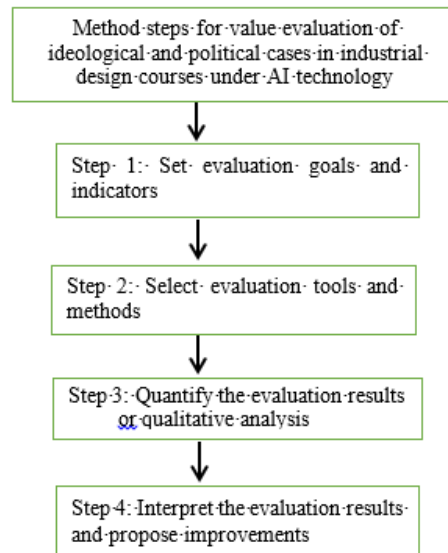 Method steps for value evaluation of
ideological and political cases in industrial
design courses under AI technology
Step 1: Set evaluation goals and
indicators
Step 2: Select evaluation tools and
methods
Step 3: Quantify the evaluation results
or qualitative analysis
Step 4: Interpret the evaluation results
and propose improvements